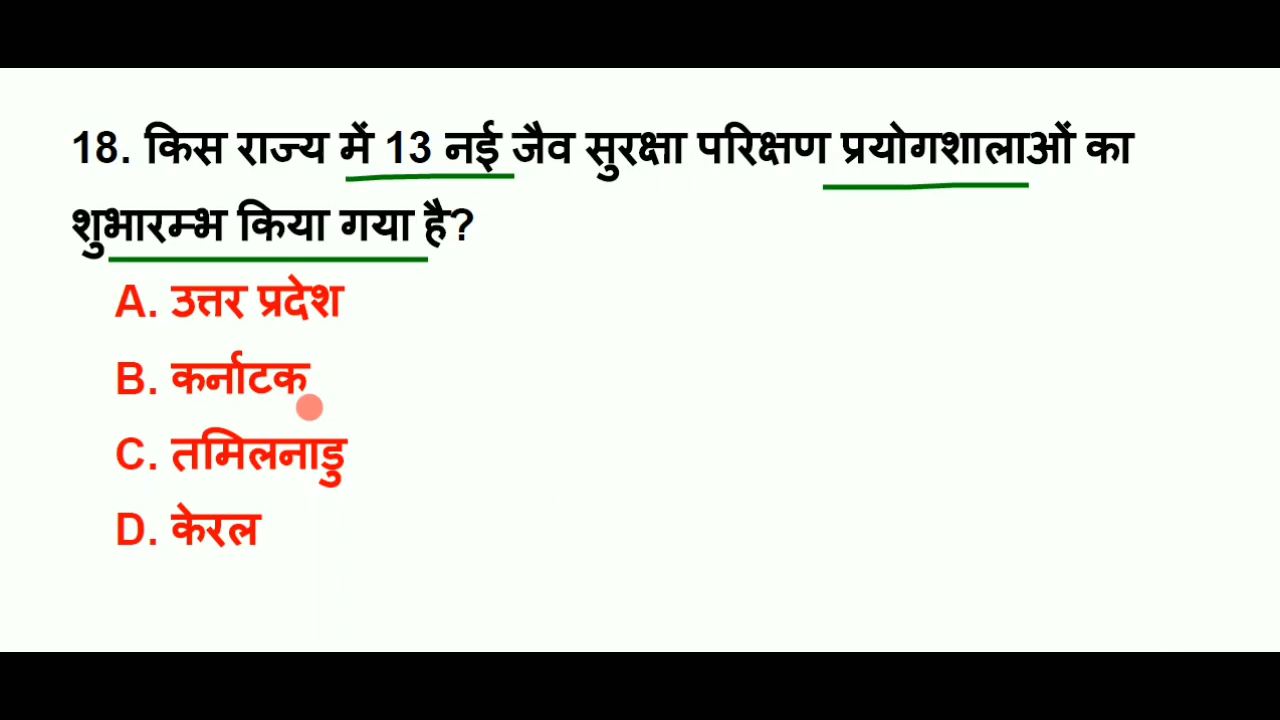 18. किस राज्य में 13 नई जैव सुरक्षा परिक्षण प्रयोगशालाओं का
शुभारम्भ किया गया है?
A. उत्तर प्रदेश
B. कर्नाटक
C. तमिलनाडु
D. केरल